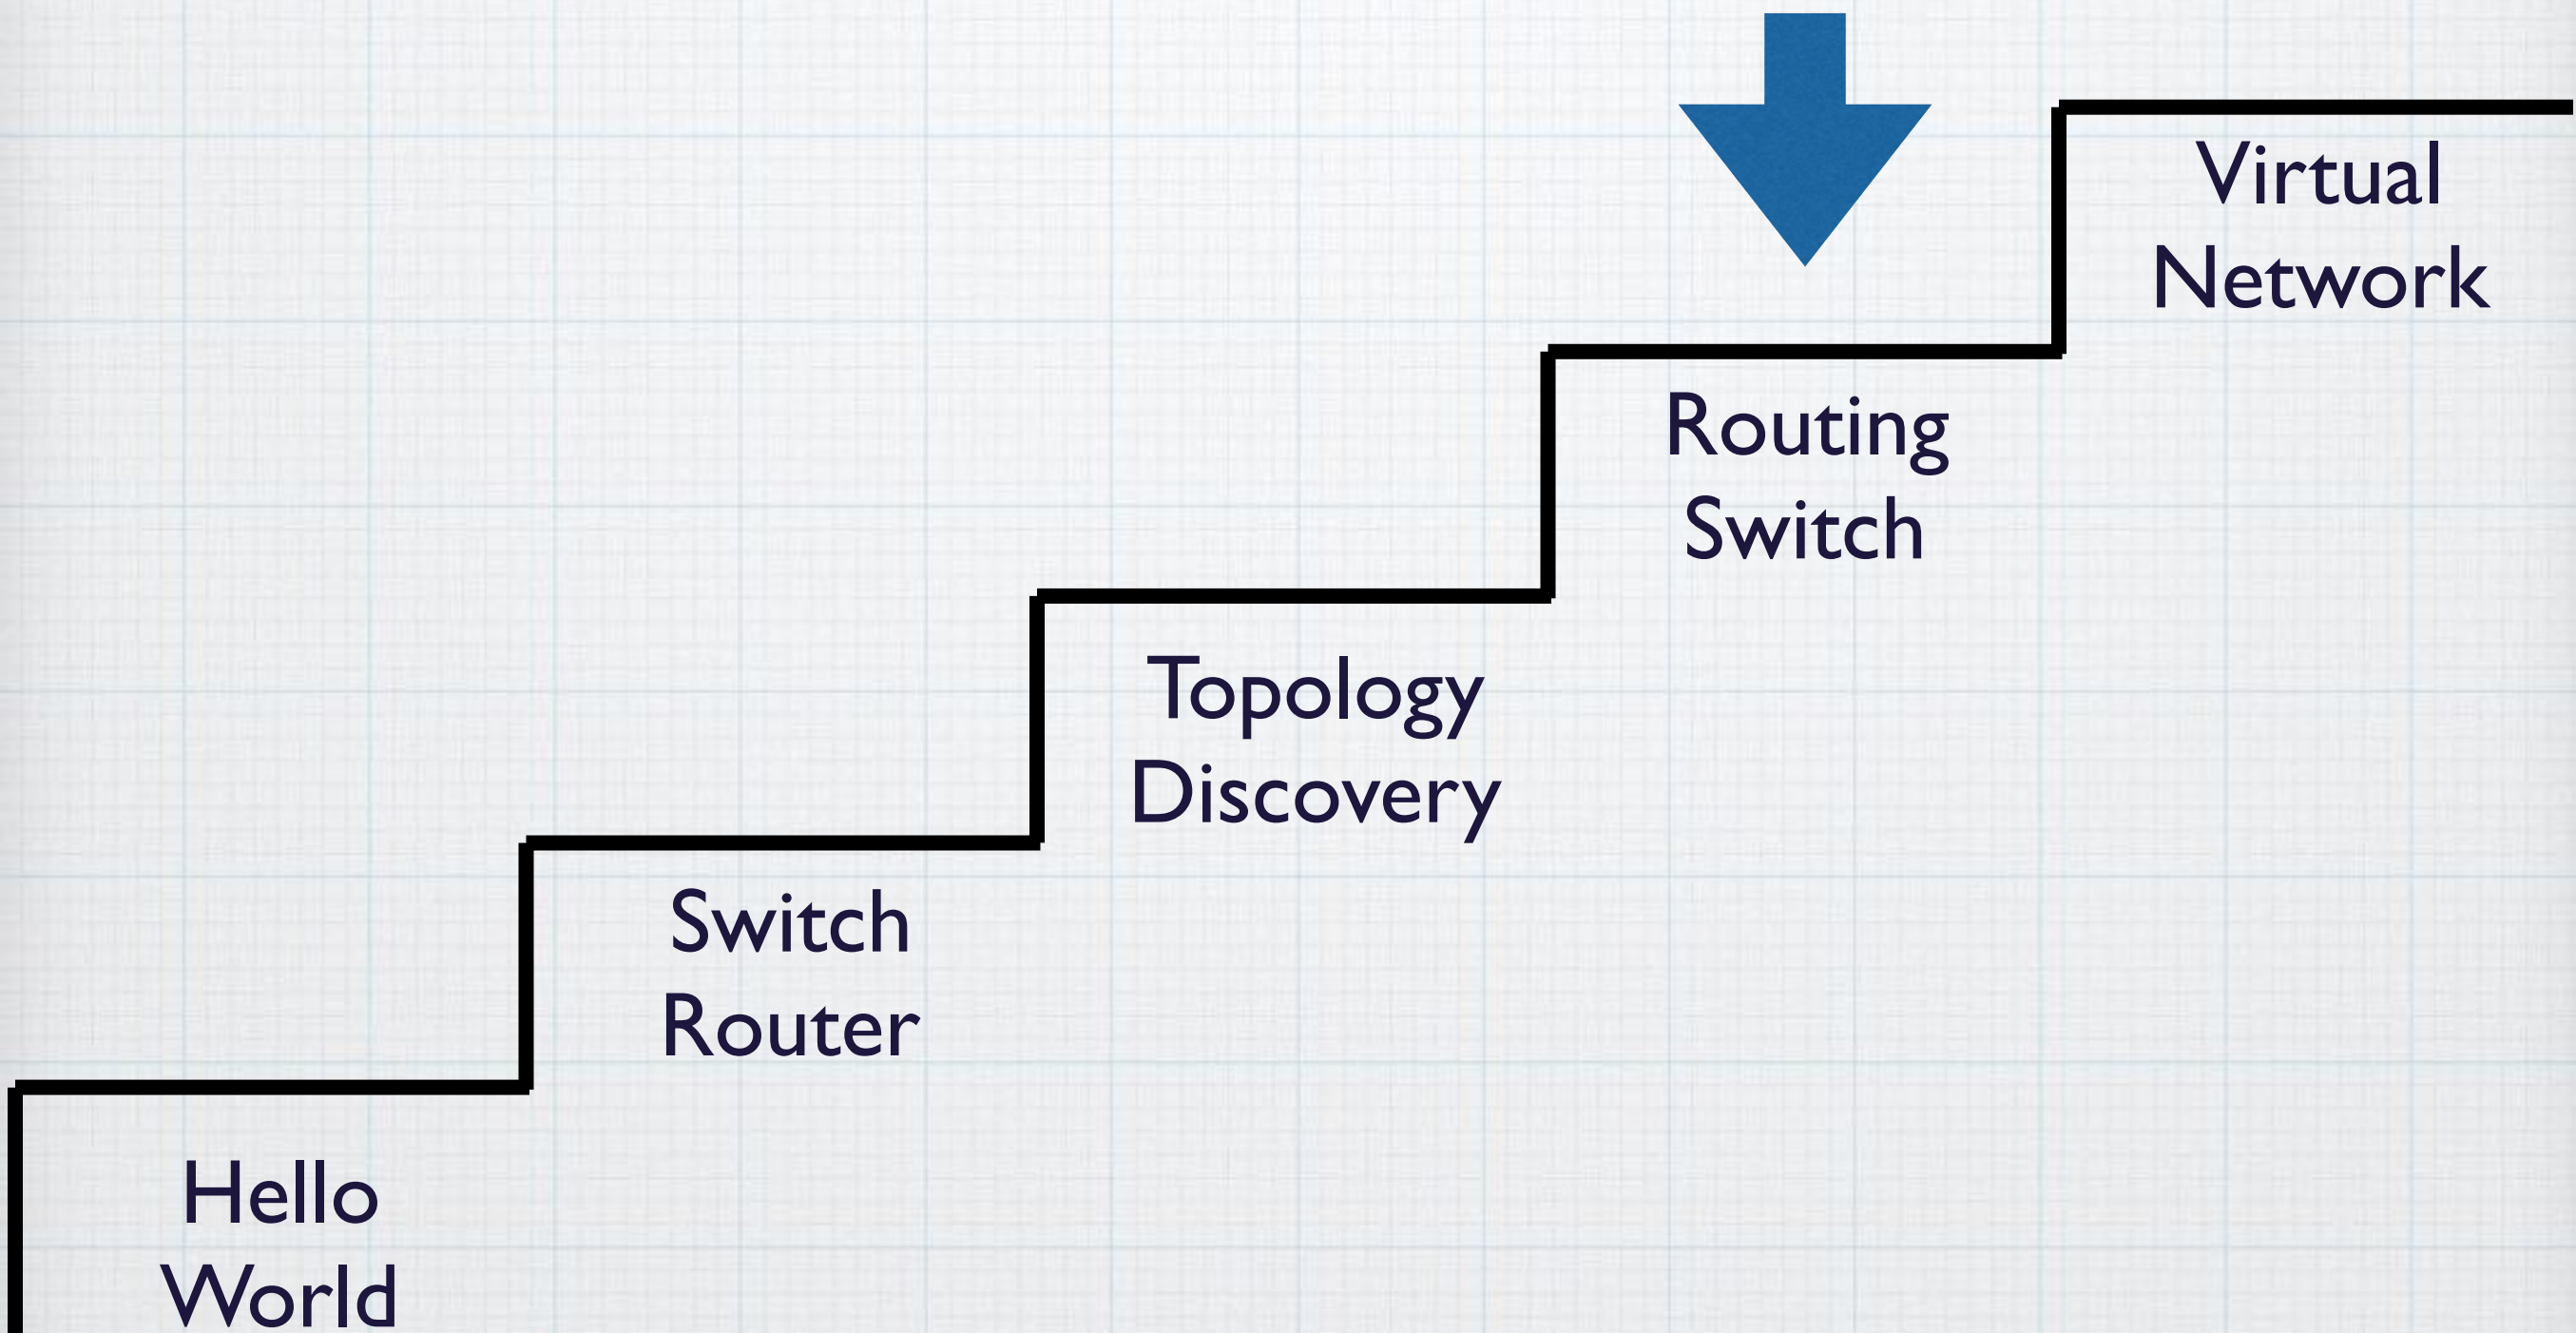 Virtual
Network
Routing
Switch
Topology
Discovery
Switch
Router
Hello
World